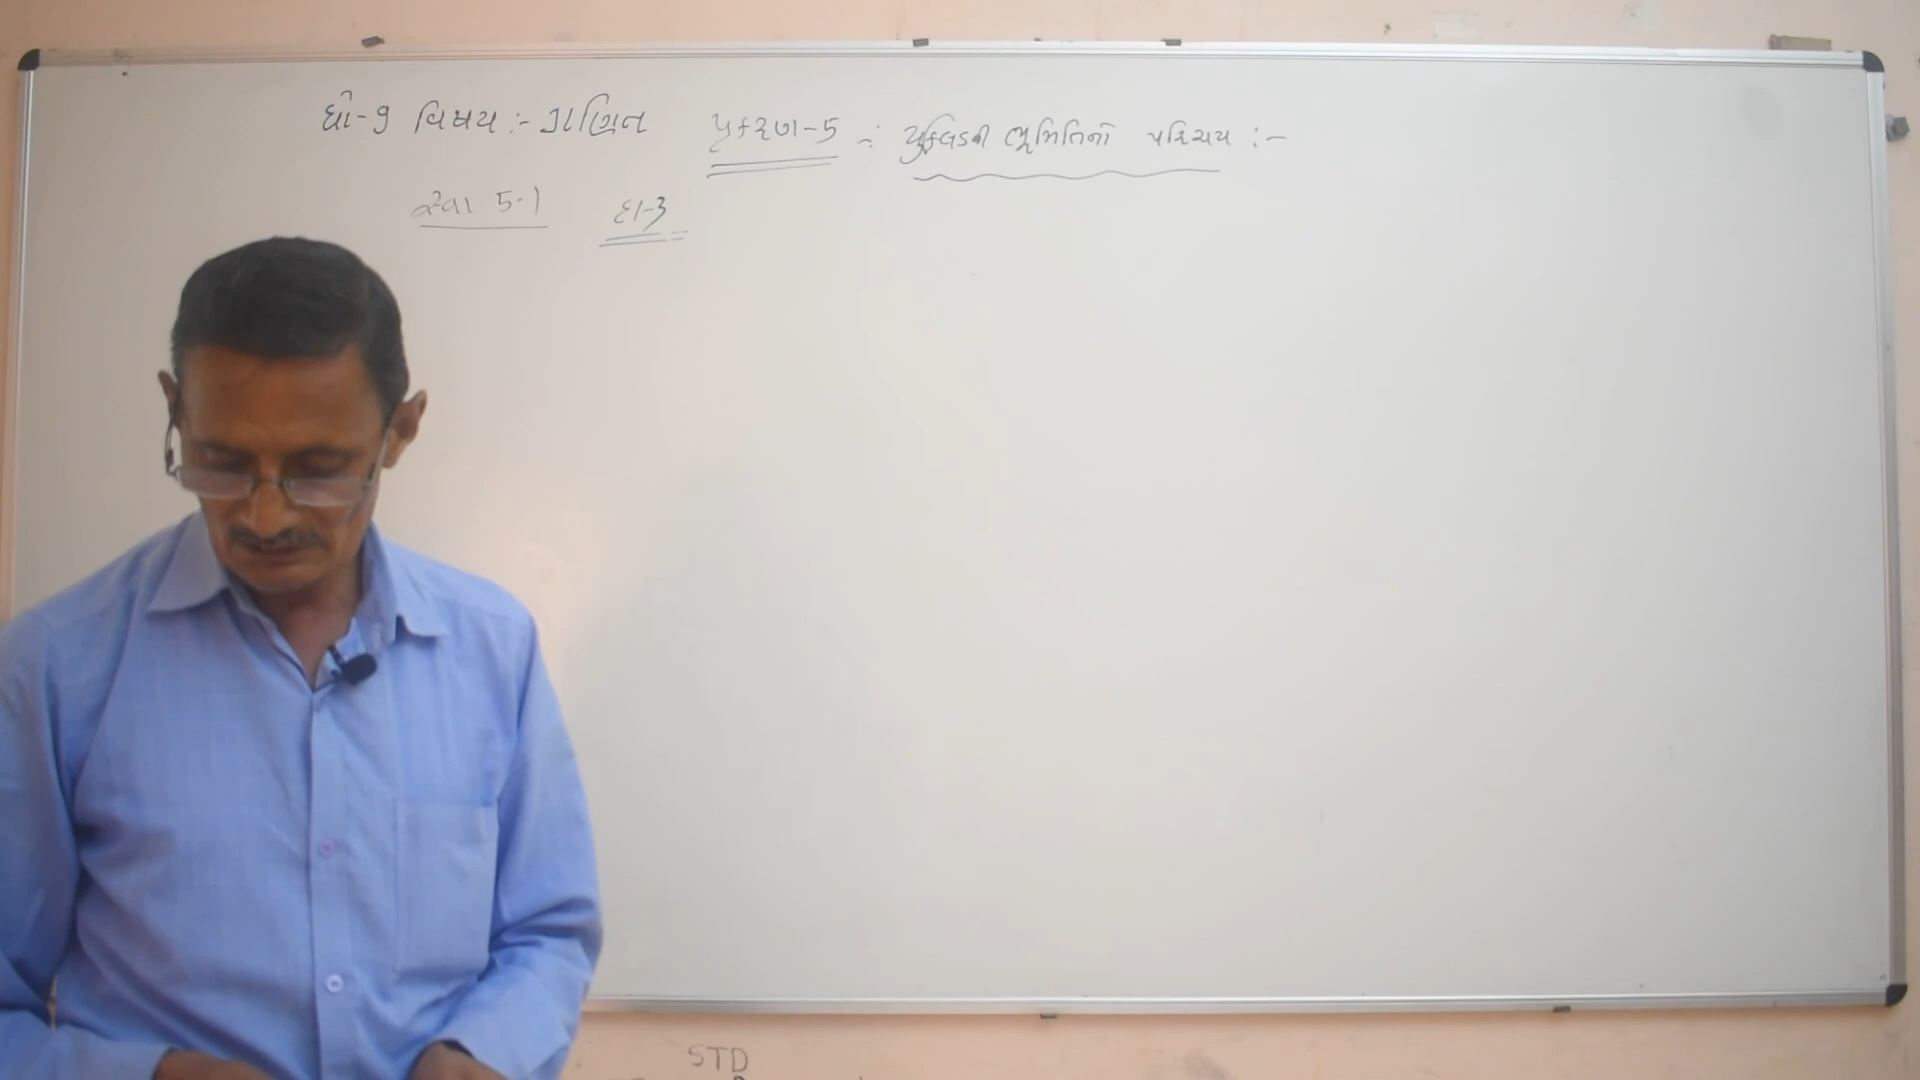 ધો-9 વિષય :- ગણિત પ્રકરણ-5 :- યુક્લિડની ભૂમિતિનો પરિચય :-
સ્વા 5.1 દા-3
STD